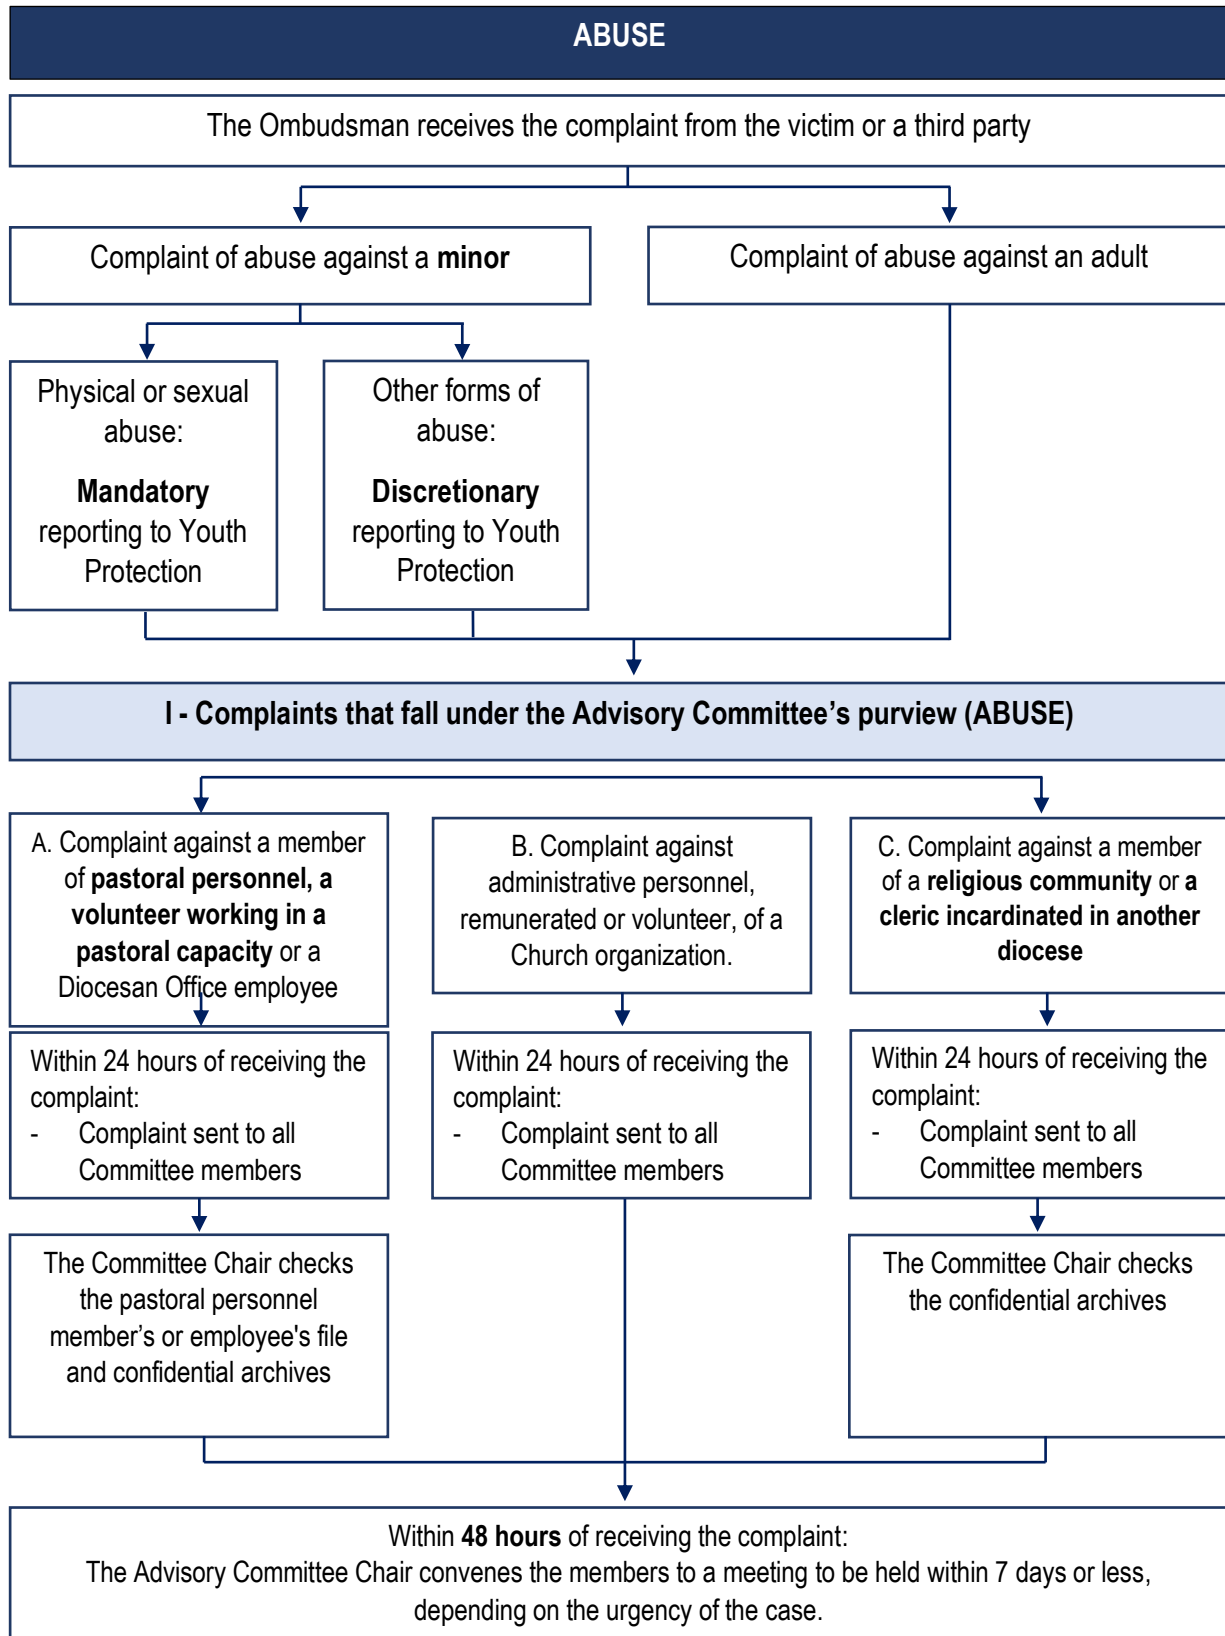 ABUSE
The Ombudsman receives the complaint from the victim or a third party
Complaint of abuse against a minor
Complaint of abuse against an adult
Physical or sexual
abuse:
Mandatory
reporting to Youth
Protection
Other forms of
abuse:
Discretionary
reporting to Youth
Protection
I - Complaints that fall under the Advisory Committee’s purview (ABUSE)
A. Complaint against a member
of pastoral personnel, a
volunteer working in a
pastoral capacity or a
Diocesan Office employee
B. Complaint against
administrative personnel,
remunerated or volunteer, of a
Church organization.
C. Complaint against a member
of a religious community or a
cleric incardinated in another
diocese
Within 24 hours of receiving the
complaint:
- Complaint sent to all
Committee members
Within 24 hours of receiving the
complaint:
- Complaint sent to all
Committee members
Within 24 hours of receiving the
complaint:
- Complaint sent to all
Committee members
The Committee Chair checks
the pastoral personnel
member’s or employee's file
and confidential archives
The Committee Chair checks
the confidential archives
Within 48 hours of receiving the complaint:
The Advisory Committee Chair convenes the members to a meeting to be held within 7 days or less,
depending on the urgency of the case.